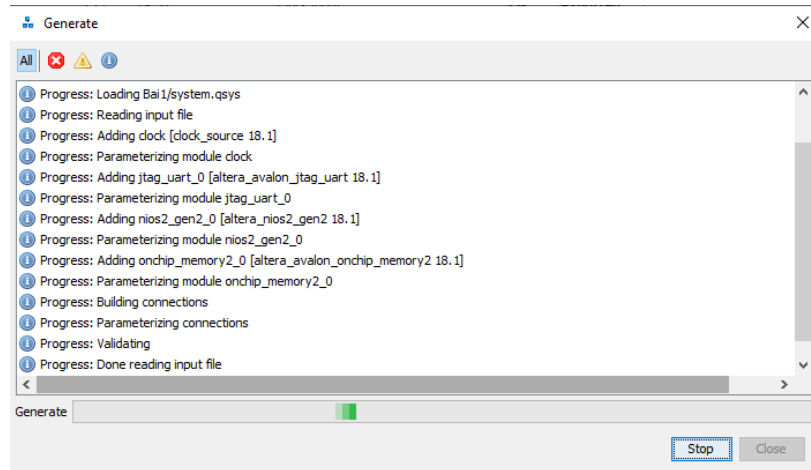 Generate
All
Progress: Loading Bai1/system.qsys
Progress: Reading input file
Progress: Adding clock [clock_source 18.1]
Progress: Parameterizing module clock
Progress: Adding jtag_uart_0 [altera_avalon_jtag_uart 18.1]
Progress: Parameterizing module jtag_uart_0
Progress: Adding nios2_gen2_0 [altera_nios2_gen2 18.1]
Progress: Parameterizing module nios2_gen2_0
Progress: Adding onchip_memory2_0 [altera_avalon_onchip_memory2 18.1]
Progress: Parameterizing module onchip_memory2_0
Progress: Building connections
Progress: Parameterizing connections
Progress: Validating
Progress: Done reading input file
Generate
Stop Close